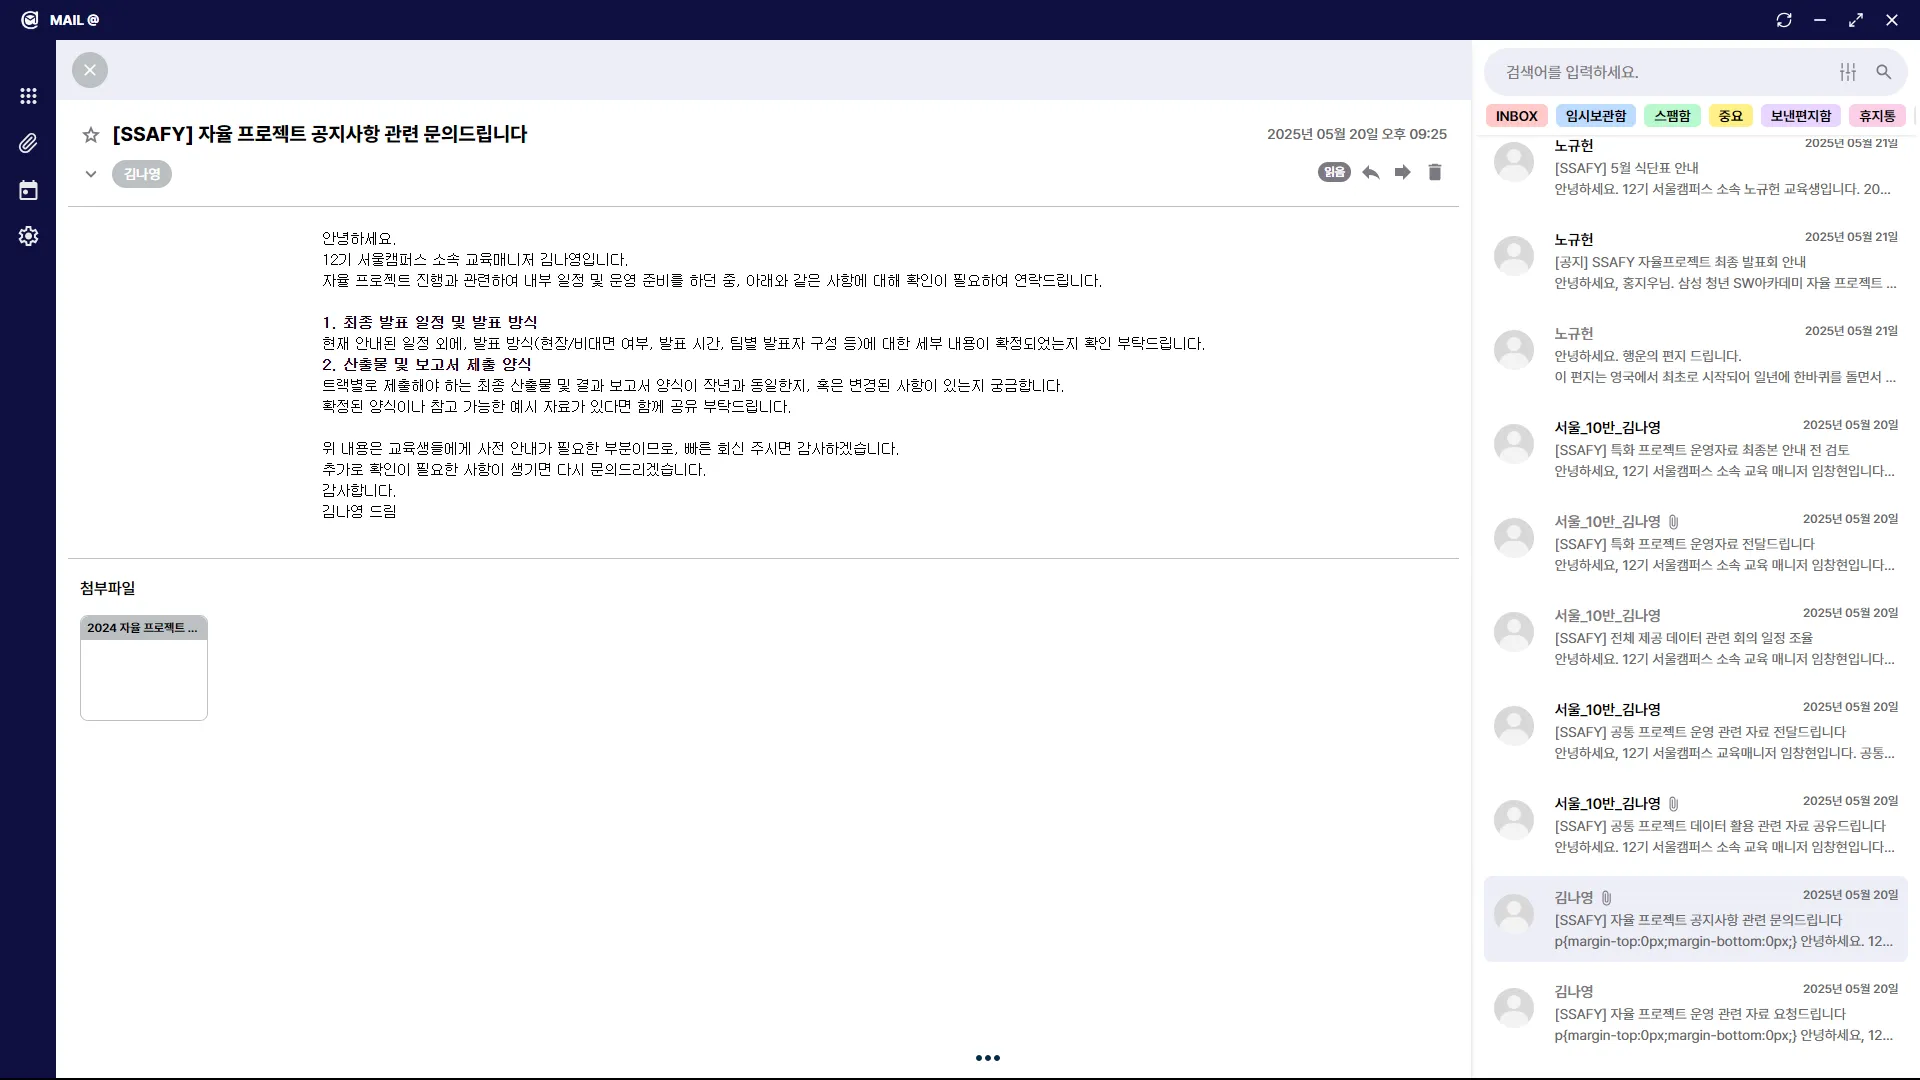 MAIL @
[SSAFY] 자율 프로젝트 공지사항 관련 문의드립니다
2025년 05월 20일 오후 09:25
김나영
읽음
안녕하세요.
12기 서울캠퍼스 소속 교육매니저 김나영입니다.
자율 프로젝트 진행과 관련하여 내부 일정 및 운영 준비를 하던 중, 아래와 같은 사항에 대해 확인이 필요하여 연락드립니다.
1. 최종 발표 일정 및 발표 방식
현재 안내된 일정 외에, 발표 방식(현장/비대면 여부, 발표 시간, 팀별 발표자 구성 등)에 대한 세부 내용이 확정되었는지 확인 부탁드립니다.
2. 산출물 및 보고서 제출 양식
트랙별로 제출해야 하는 최종 산출물 및 결과 보고서 양식이 작년과 동일한지, 혹은 변경된 사항이 있는지 궁금합니다.
확정된 양식이나 참고 가능한 예시 자료가 있다면 함께 공유 부탁드립니다.
위 내용은 교육생들에게 사전 안내가 필요한 부분이므로, 빠른 회신 주시면 감사하겠습니다.
추가로 확인이 필요한 사항이 생기면 다시 문의드리겠습니다.
감사합니다.
김나영 드림
첨부파일
2024 자율 프로젝트 ...
검색어를 입력하세요.
INBOX 임시보관함 스팸함 중요 보낸편지함 휴지통
노규헌 2025년 05월 21일
[SSAFY] 5월 식단표 안내
안녕하세요. 12기 서울캠퍼스 소속 노규헌 교육생입니다. 20...
노규헌 2025년 05월 21일
[공지] SSAFY 자율프로젝트 최종 발표회 안내
안녕하세요, 홍지우님. 삼성 청년 SW아카데미 자율 프로젝트 ...
노규헌 2025년 05월 21일
안녕하세요. 행운의 편지 드립니다.
이 편지는 영국에서 최초로 시작되어 일년에 한바퀴를 돌면서 ...
서울_10반_김나영 2025년 05월 20일
[SSAFY] 특화 프로젝트 운영자료 최종본 안내 전 검토
안녕하세요, 12기 서울캠퍼스 소속 교육 매니저 임창현입니다...
서울_10반_김나영 2025년 05월 20일
[SSAFY] 특화 프로젝트 운영자료 전달드립니다
안녕하세요, 12기 서울캠퍼스 소속 교육 매니저 임창현입니다...
서울_10반_김나영 2025년 05월 20일
[SSAFY] 전체 제공 데이터 관련 회의 일정 조율
안녕하세요. 12기 서울캠퍼스 소속 교육 매니저 임창현입니다...
서울_10반_김나영 2025년 05월 20일
[SSAFY] 공통 프로젝트 운영 관련 자료 전달드립니다
안녕하세요, 12기 서울캠퍼스 교육매니저 임창현입니다. 공통...
서울_10반_김나영 2025년 05월 20일
[SSAFY] 공통 프로젝트 데이터 활용 관련 자료 공유드립니다
안녕하세요. 12기 서울캠퍼스 소속 교육 매니저 임창현입니다...
김나영 2025년 05월 20일
[SSAFY] 자율 프로젝트 공지사항 관련 문의드립니다
p{margin-top:0px;margin-bottom:0px;} 안녕하세요. 12...
김나영 2025년 05월 20일
[SSAFY] 자율 프로젝트 운영 관련 자료 요청드립니다
p{margin-top:0px;margin-bottom:0px;} 안녕하세요, 12...